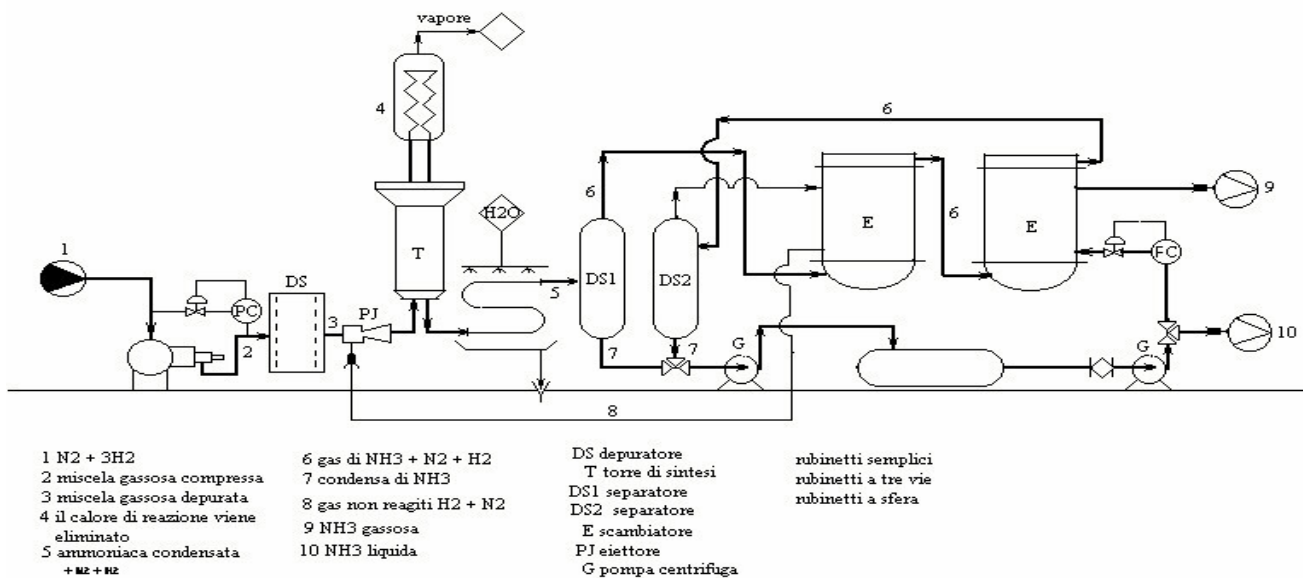 vapore
4
6
H2O
6
9
E
E
6
T
1
DS1
DS2
FC
5
DS
PC
3
PJ
2
7
7
G
G
10
8
1 N2 + 3H2
2 miscela gassosa compressa
3 miscela gassosa depurata
4 il calore di reazione viene
eliminato
5 ammoniaca condensata
+ N2 + H2
6 gas di NH3 + N2 + H2
7 condensa di NH3
8 gas non reagiti H2 + N2
9 NH3 gassosa
10 NH3 liquida
DS depuratore
T torre di sintesi
DS1 separatore
DS2 separatore
E scambiatore
PJ eiettore
G pompa centrifuga
rubinetti semplici
rubinetti a tre vie
rubinetti a sfera